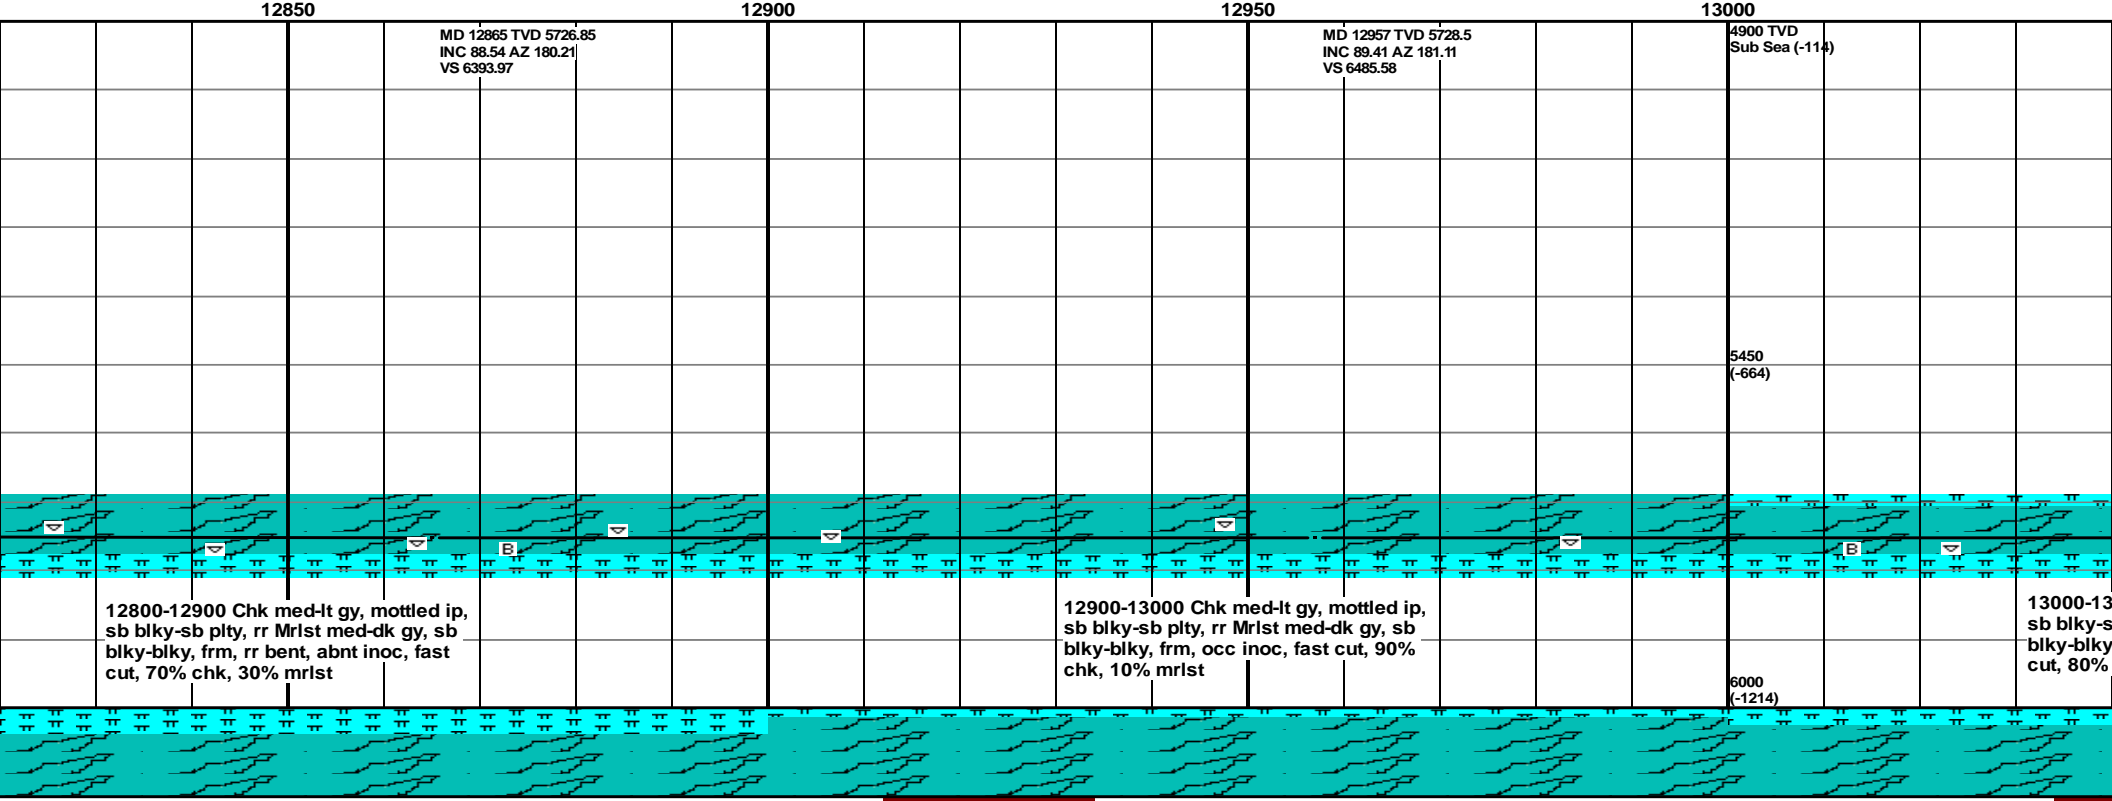 12850
12900
12950
13000
MD 12865 TVD 5726.85
INC 88.54 AZ 180.21
VS 6393.97
MD 12957 TVD 5728.5
INC 89.41 AZ 181.11
VS 6485.58
4900 TVD
Sub Sea (-114)
5450
(-664)
B
B
12800-12900 Chk med-lt gy, mottled ip,
sb blky-sb plty, rr Mrlst med-dk gy, sb
blky-blky, frm, rr bent, abnt inoc, fast
cut, 70% chk, 30% mrlst
12900-13000 Chk med-lt gy, mottled ip,
sb blky-sb plty, rr Mrlst med-dk gy, sb
blky-blky, frm, occ inoc, fast cut, 90%
chk, 10% mrlst
13000-13
sb blky-s
blky-blky
cut, 80%
6000
(-1214)